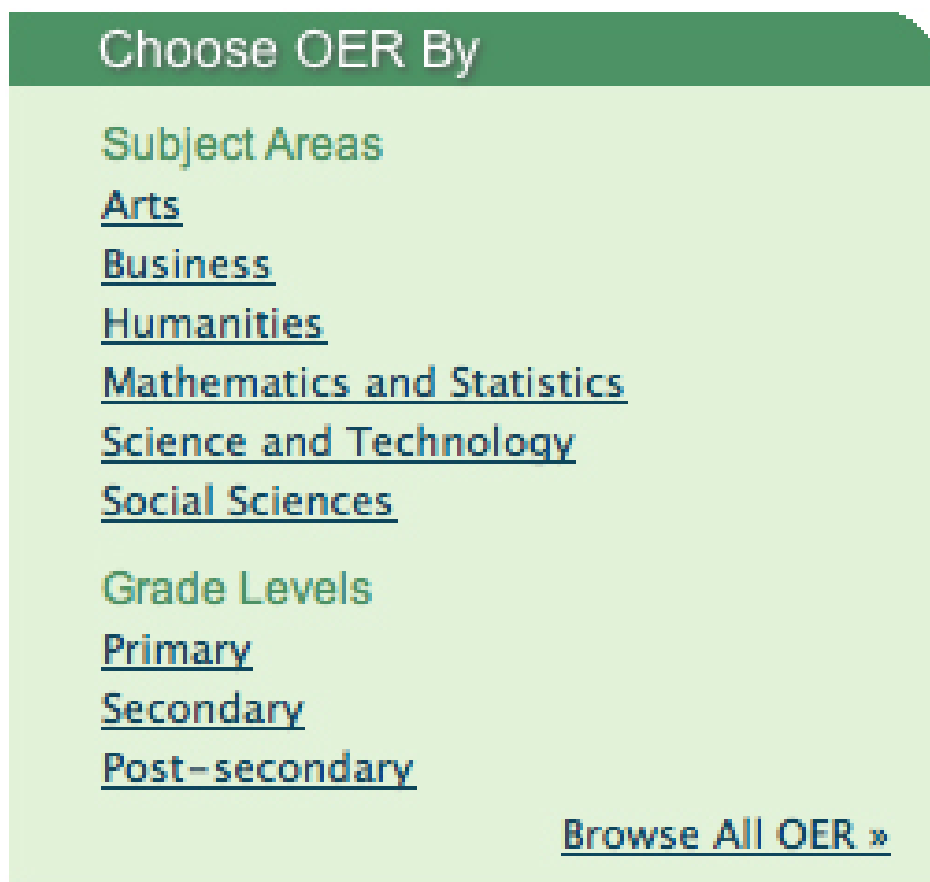 Choose OER By
Subject Areas
Arts
Business
Humanities
Mathematics and Statistics
Science and Technology
Social Sciences
Grade Levels
Primary
Secondary
Post-secondary
Browse All OER »